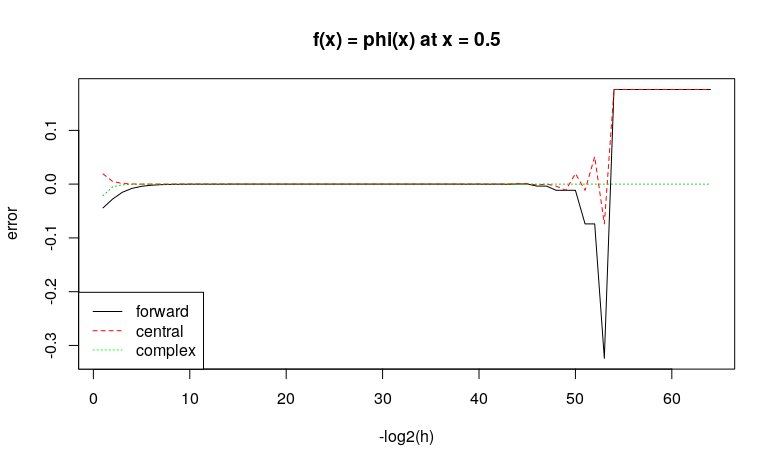 f(x) = phi(x) at x = 0.5
error
0.1
0.0
-0.1
-0.2
-0.3
forward
central
complex
0 10 20 30 40 50 60
-log2(h)